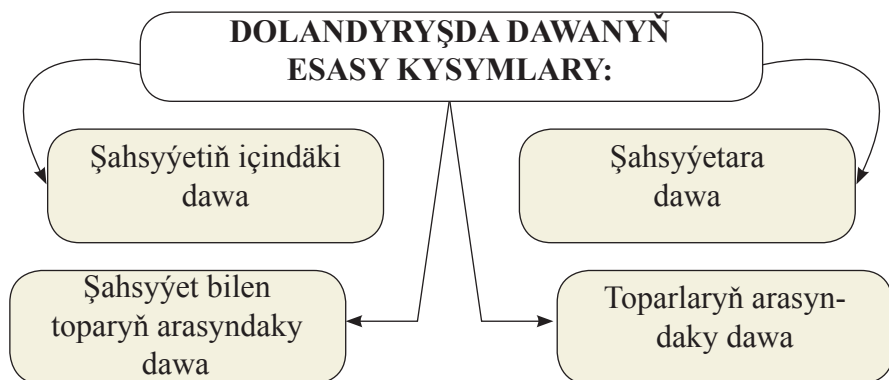 DOLANDYRYŞDA DAWANYŇ
ESASY KYSYMLARY:
Şahsyýetiň içindäki
dawa
Şahsyýetara
dawa
Şahsyýet bilen
toparyň arasyndaky
dawa
Toparlaryň arasyn-
daky dawa